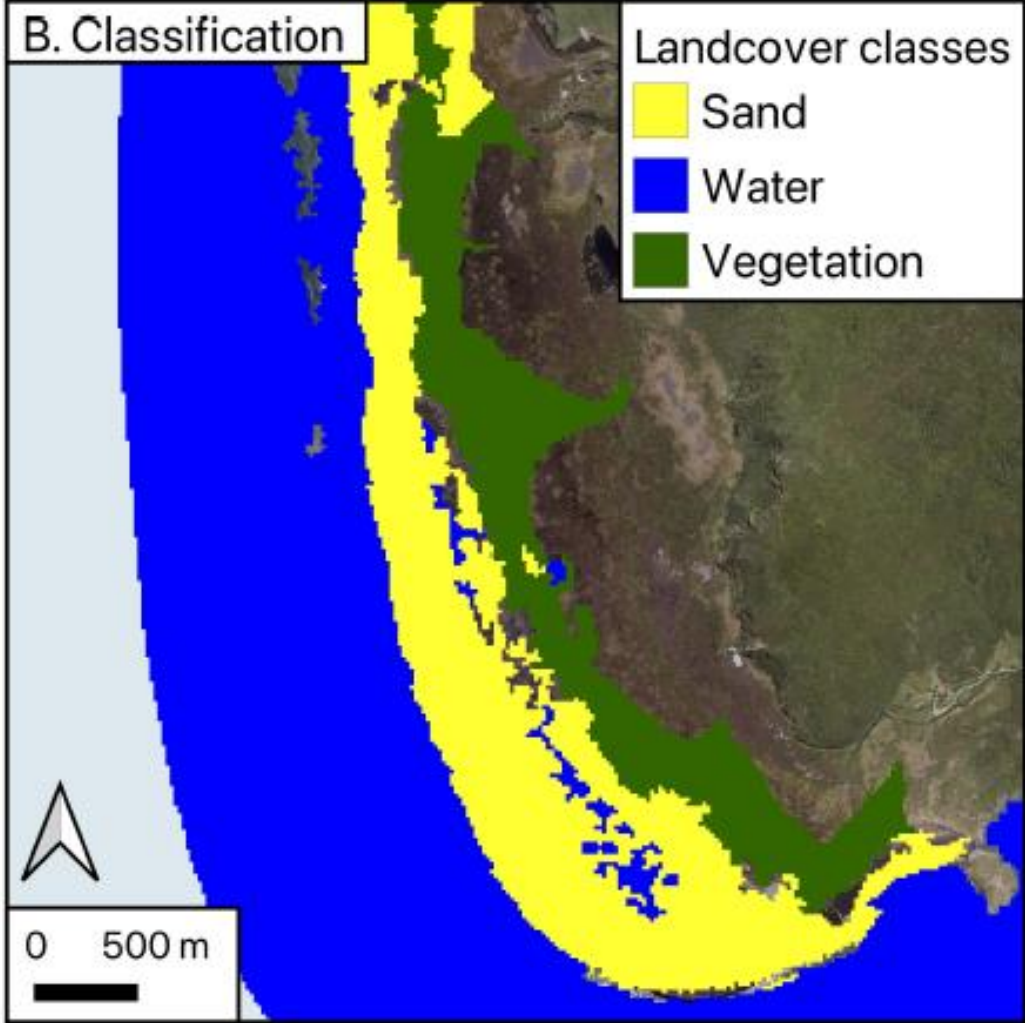 B. Classification
Landcover classes
Sand
Water
Vegetation
0 500 m